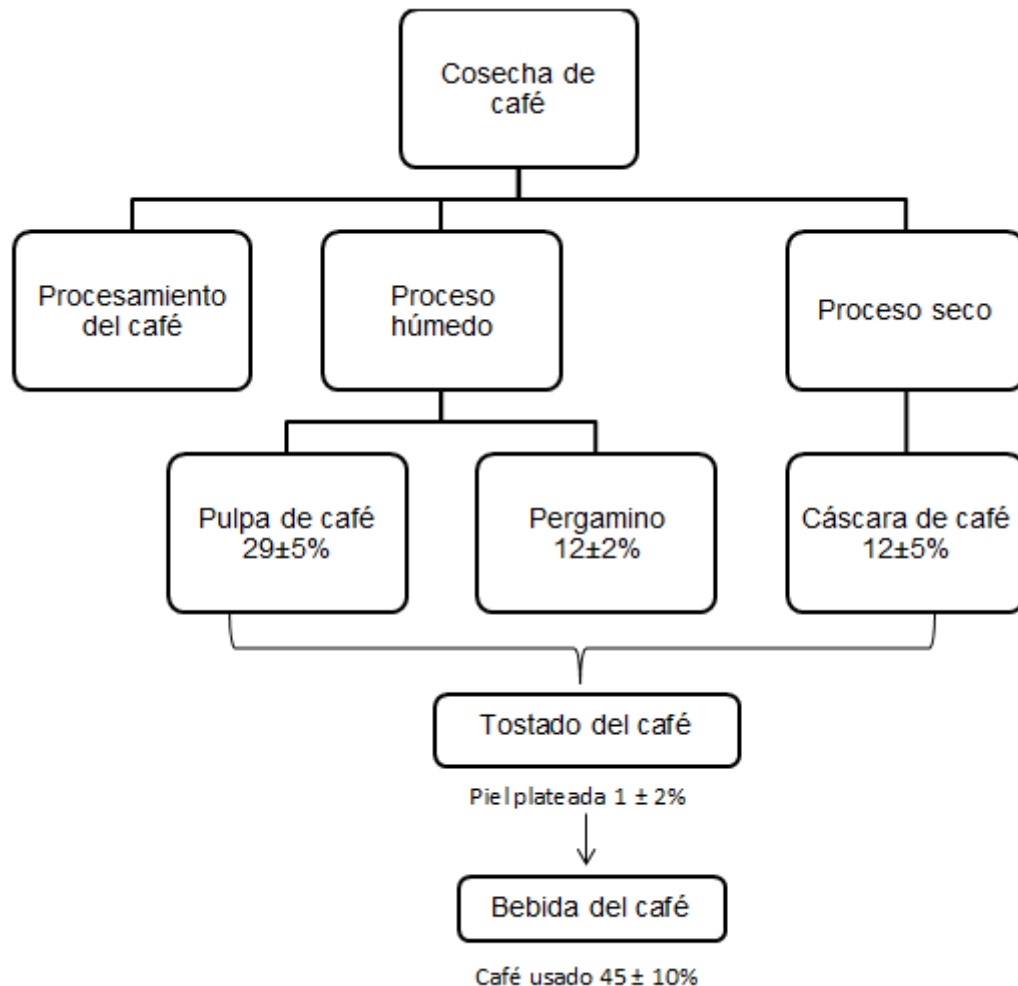 Cosecha de
café
Procesamiento
del café
Proceso
húmedo
Proceso seco
Pulpa de café
29±5%
Pergamino
12±2%
Cáscara de café
12±5%
Tostado del café
Piel plateada 1 ± 2%
Bebida del café
Café usado 45 ± 10%